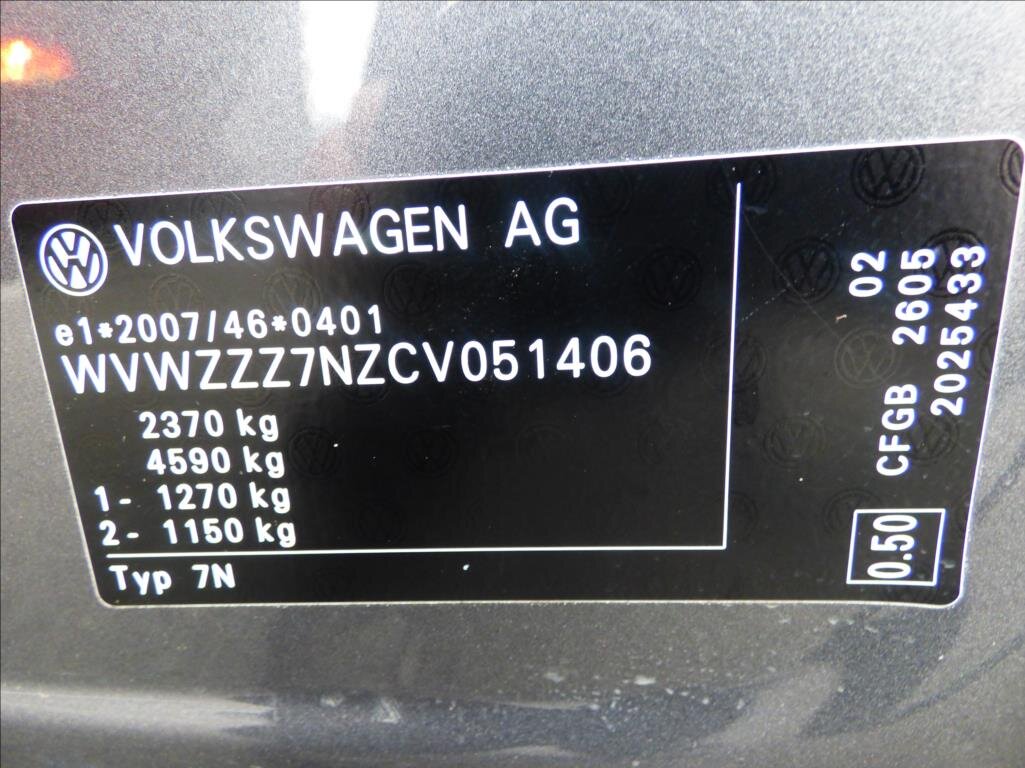 VOLKSWAGEN AG
e1*2007/46*0401
WVWZZZ7NZCV051406
2370 kg
4590 kg
1- 1270 kg
2- 1150 kg
Typ 7N
02
CFGB 2605
2025433
0.50